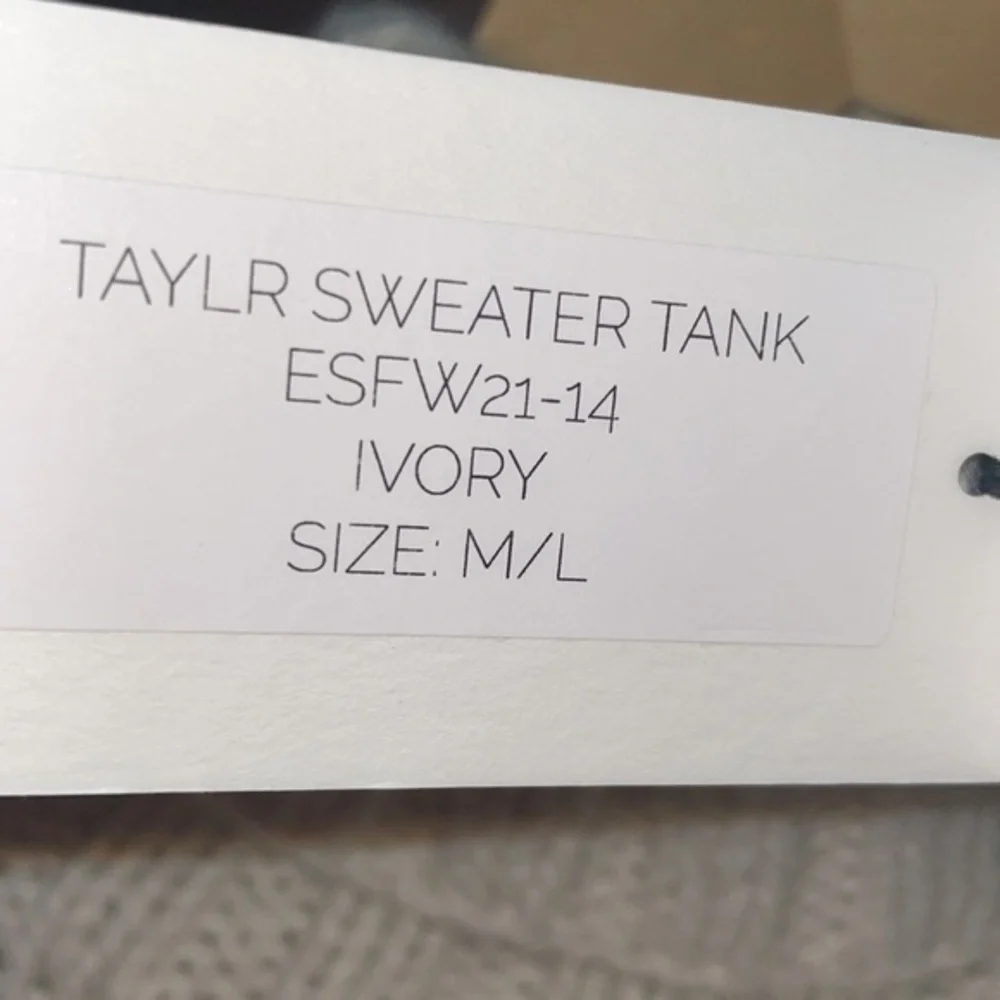 TAYLR SWEATER TANK
ESFW21-14
IVORY
SIZE: M/L